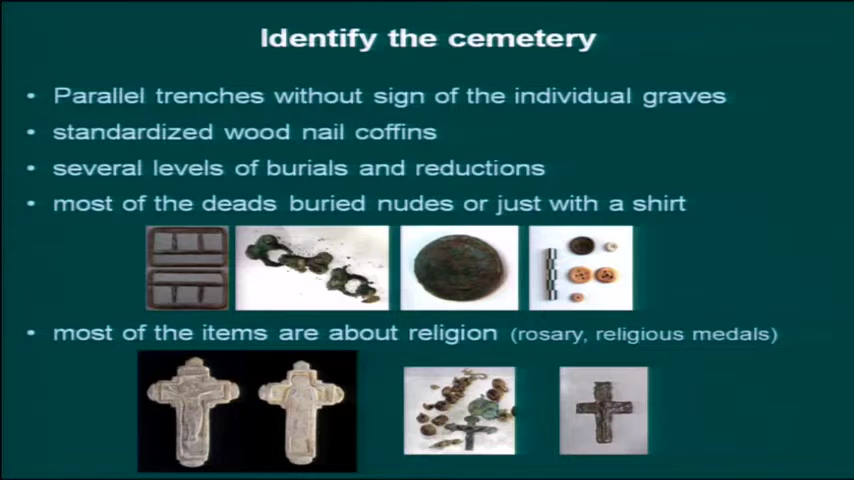 Identify the cemetery
• Parallel trenches without sign of the individual graves
• standardized wood nail coffins
• several levels of burials and reductions
• most of the deads buried nudes or just with a shirt
• most of the items are about religion (rosary, religious medals)